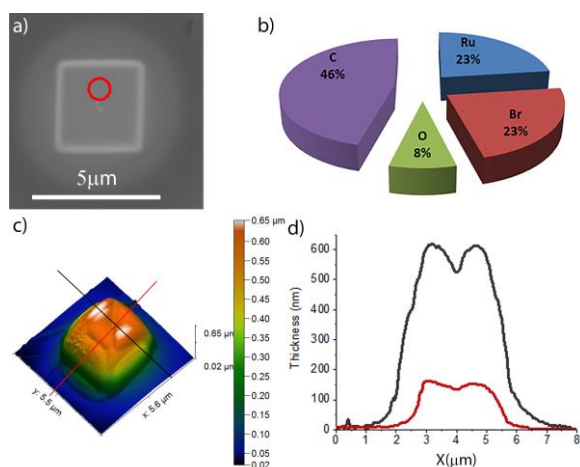 a)
5μm
b)
C
46%
Ru
23%
Br
23%
O
8%
c)
0.65 μm
0.60
0.55
0.50
0.45
0.40
0.35
0.30
0.25
0.20
0.15
0.10
0.05
0.02
0.65 μm
0.02 μm
y: 5.5 μm
x: 5.6 μm
d)
600
500
400
300
200
100
0
Thickness (nm)
0 1 2 3 4 5 6 7 8
X(μm)